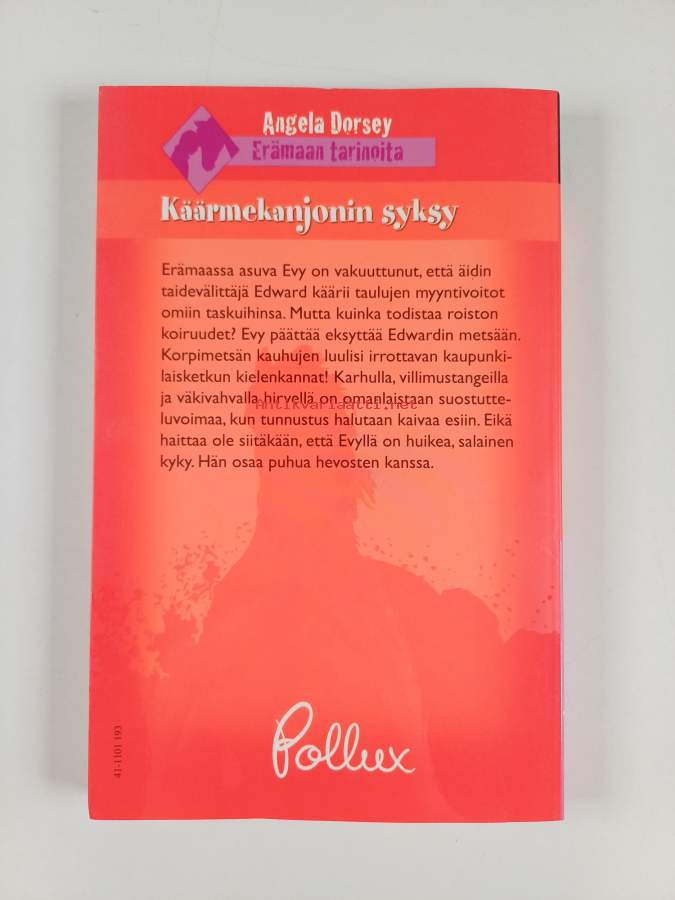 Angela Dorsey
Erämaan tarinoita
Käärmekanjonin syksy
Erämaassa asuva Evy on vakuuttunut, että äidin
taidevälittäjä Edward käärii taulujen myyntivoitot
omiin taskuihinsa. Mutta kuinka todistaa roiston
koiruudet? Evy päättää eksyttää Edwardin metsään.
Korpimetsän kauhujen luulisi irrottavan kaupunki-
laisketkun kielenkannat! Karhulla, villimustangeilla
ja väkivahvalla hirvellä on omanlaistaan suostutte-
Antikvariaatti.net
luvoimaa, kun tunnustus halutaan kaivaa esiin. Eikä
haittaa ole siitäkään, että Evyllä on huikea, salainen
kyky. Hän osaa puhua hevosten kanssa.
Pollux
41-1101 193